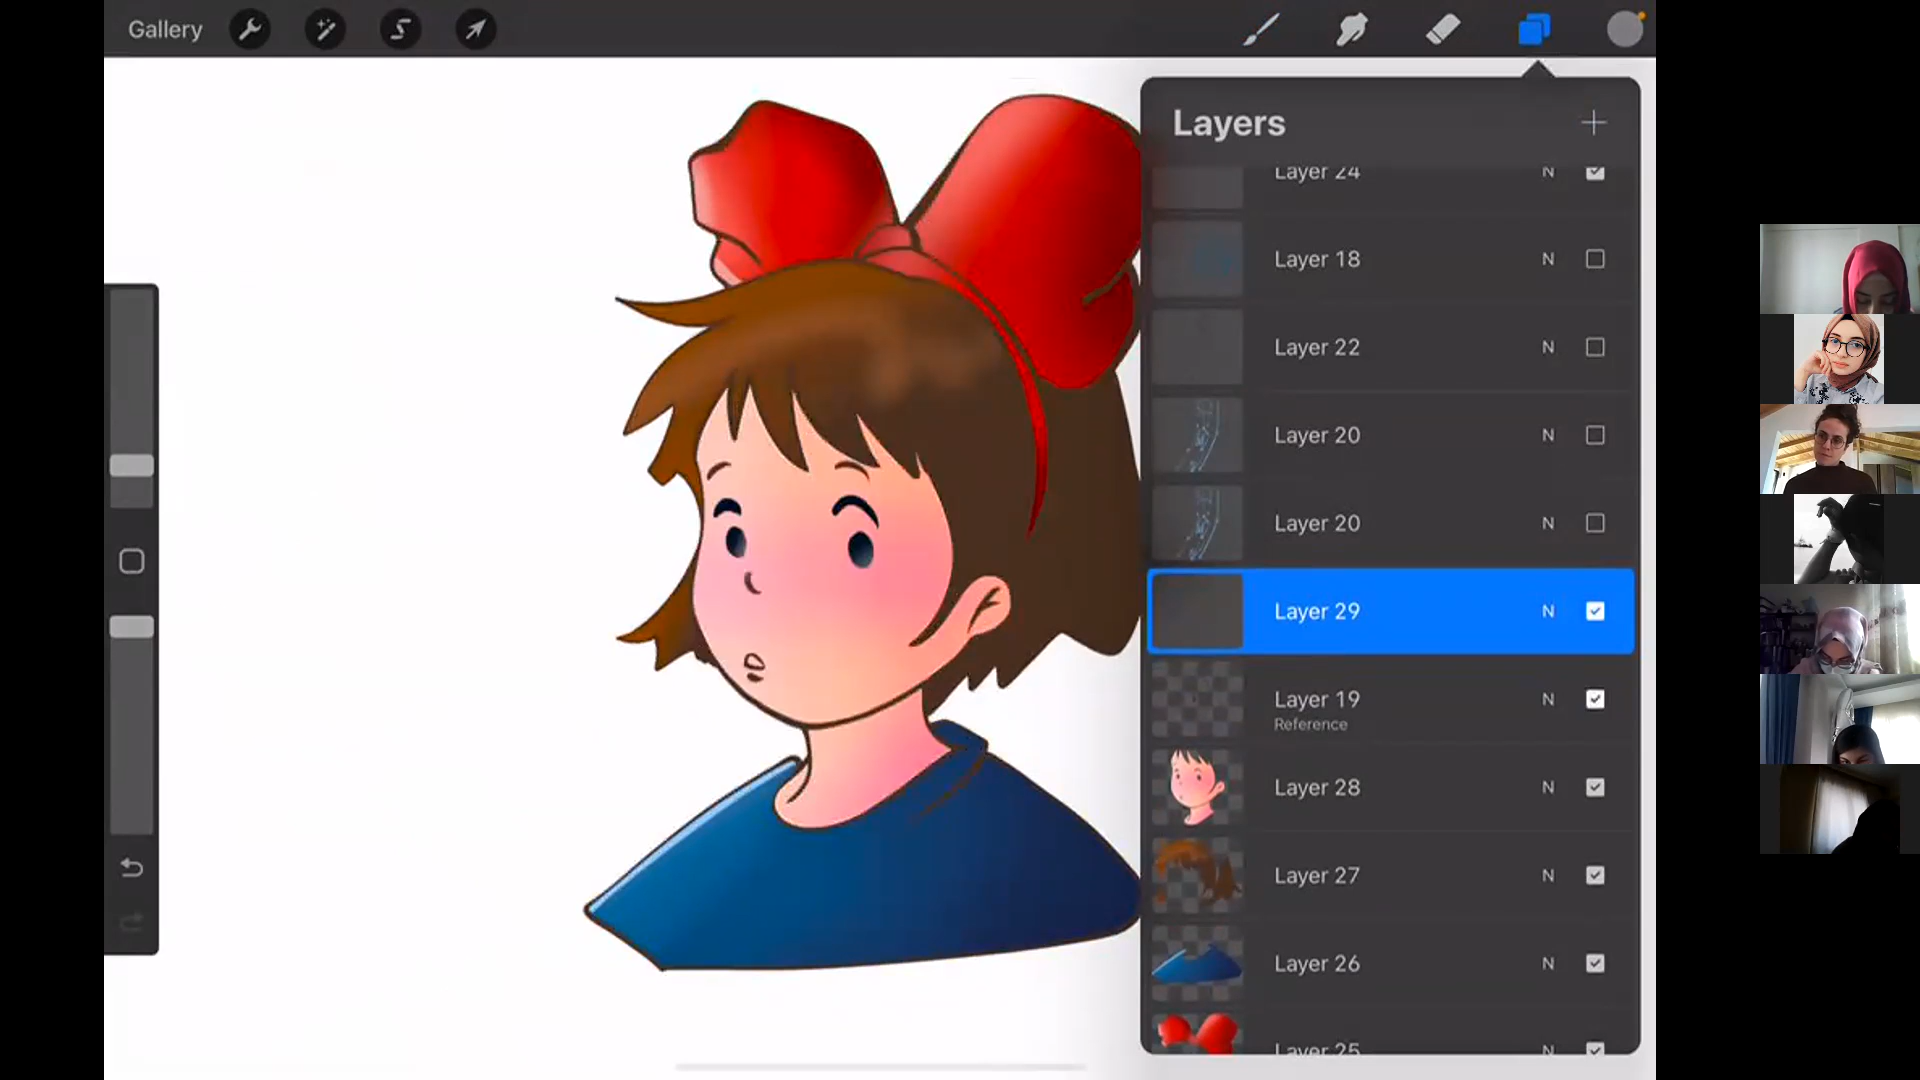 Gallery
Layers
Layer 24 N
Layer 18 N
Layer 22 N
Layer 20 N
Layer 20 N
Layer 29 N
Layer 19 N
Reference
Layer 28 N
Layer 27 N
Layer 26 N
Layer 25 N